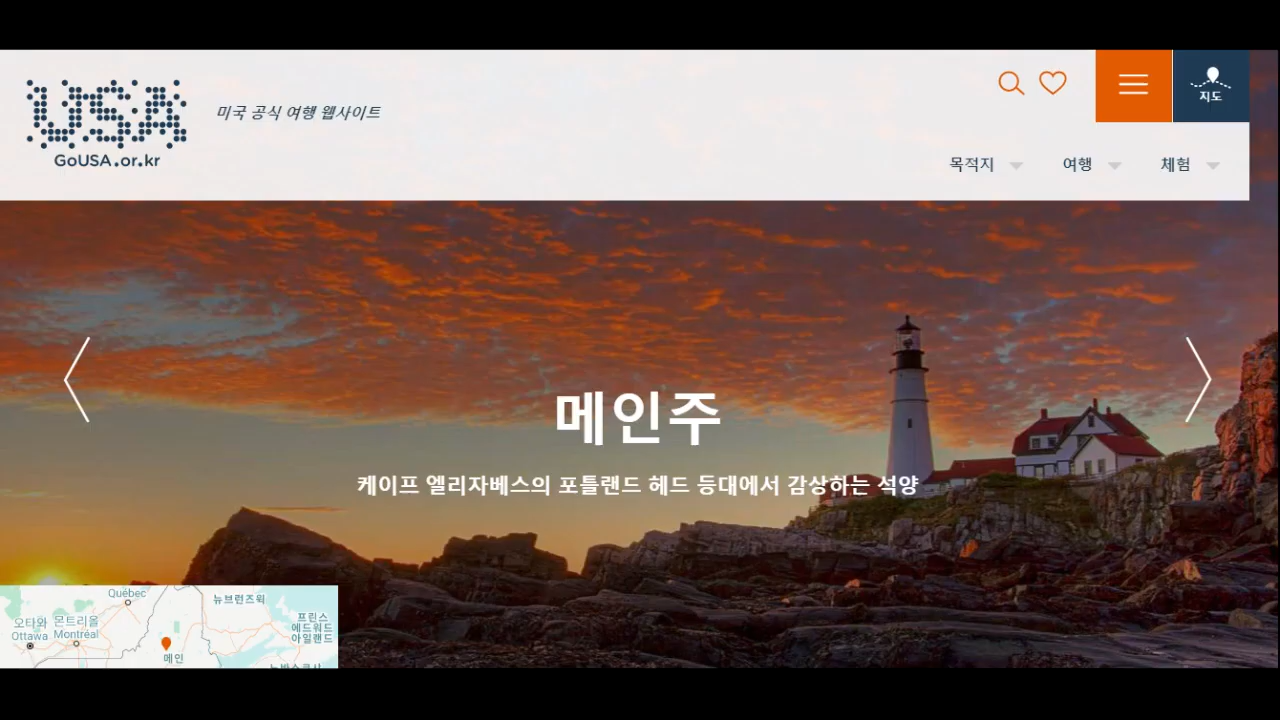 USA
미국 공식 여행 웹사이트
GoUSA.or.kr
지도
목적지
여행
체험
메인주
케이프 엘리자베스의 포틀랜드 헤드 등대에서 감상하는 석양
Québec
뉴브런즈윅
오타와
Ottawa
몬트리올
Montréal
프린스
에드워드
아일랜드
메인